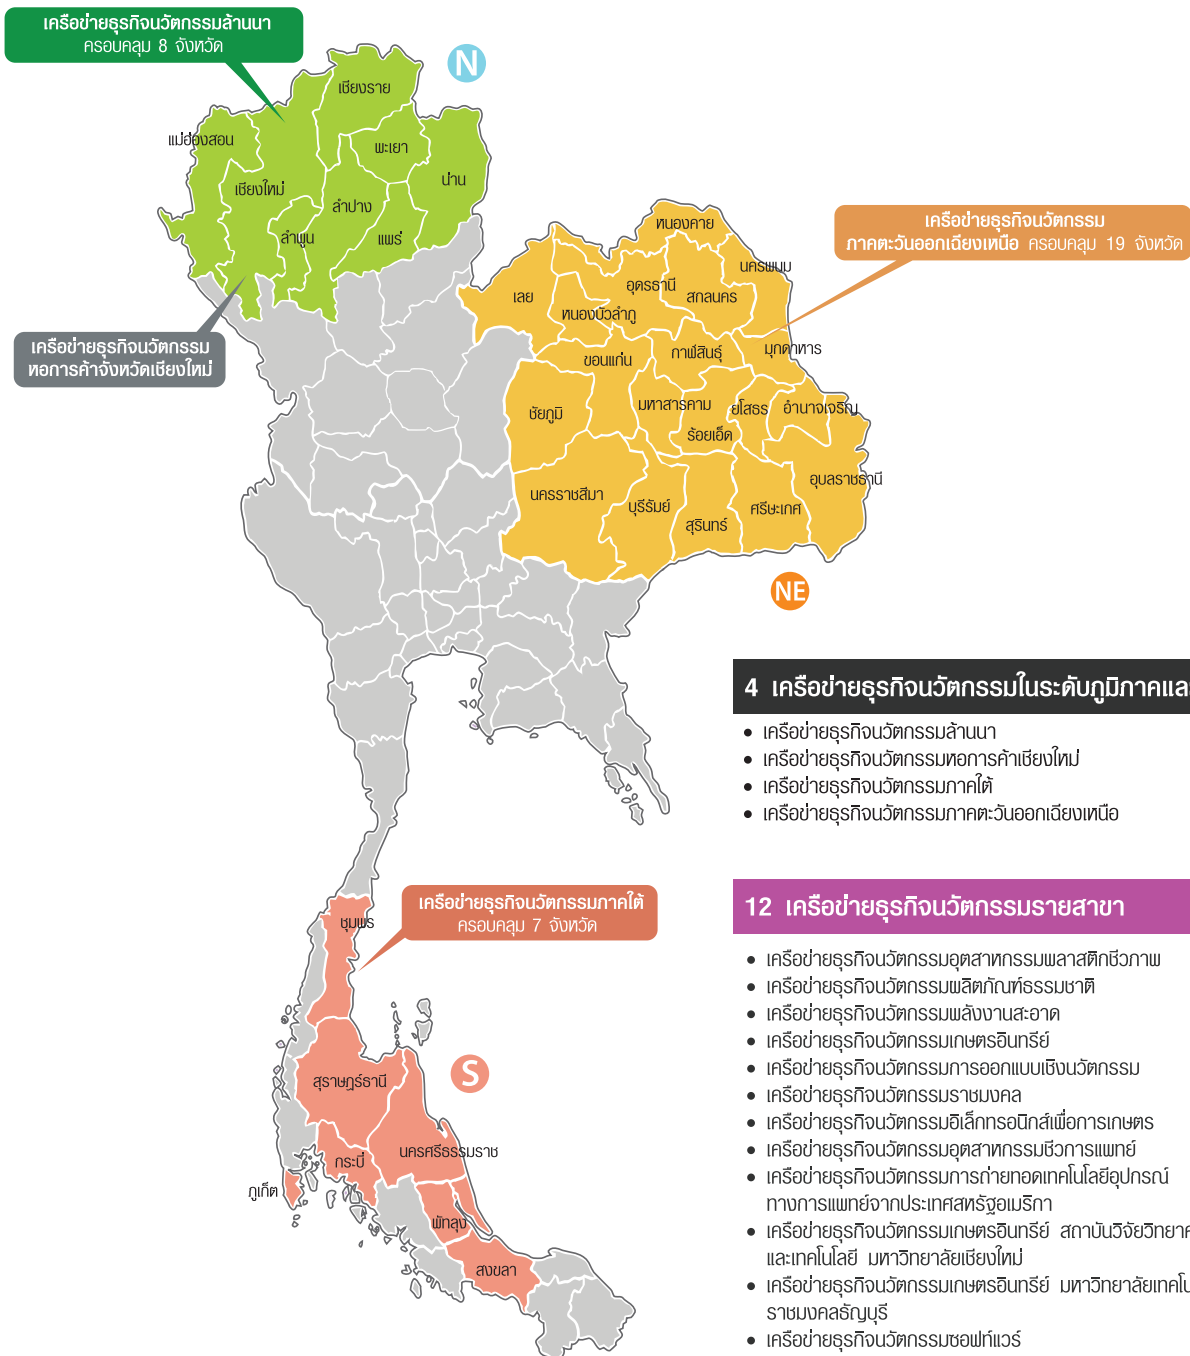 เครือข่ายธุรกิจนวัตกรรมล้านนา
ครอบคลุม 8 จังหวัด
N
เชียงราย
แม่ฮ่องสอน
พะเยา
เชียงใหม่
น่าน
ลำปาง
ลำพูน
แพร่
เครือข่ายธุรกิจนวัตกรรม
หอการค้าจังหวัดเชียงใหม่
เครือข่ายธุรกิจนวัตกรรม
ภาคตะวันออกเฉียงเหนือ ครอบคลุม 19 จังหวัด
หนองคาย
นครพนม
เลย
อุดรธานี
สกลนคร
หนองบัวลำภู
ขอนแก่น
กาฬสินธุ์
มุกดาหาร
ชัยภูมิ
มหาสารคาม
ยโสธร
อำนาจเจริญ
ร้อยเอ็ด
นครราชสีมา
บุรีรัมย์
สุรินทร์
ศรีษะเกศ
อุบลราชธานี
NE
4 เครือข่ายธุรกิจนวัตกรรมในระดับภูมิภาคและ
• เครือข่ายธุรกิจนวัตกรรมล้านนา
• เครือข่ายธุรกิจนวัตกรรมหอการค้าเชียงใหม่
• เครือข่ายธุรกิจนวัตกรรมภาคใต้
• เครือข่ายธุรกิจนวัตกรรมภาคตะวันออกเฉียงเหนือ
เครือข่ายธุรกิจนวัตกรรมภาคใต้
ครอบคลุม 7 จังหวัด
ชุมพร
สุราษฎร์ธานี
S
นครศรีธรรมราช
กระบี่
ภูเก็ต
พัทลุง
สงขลา
12 เครือข่ายธุรกิจนวัตกรรมรายสาขา
• เครือข่ายธุรกิจนวัตกรรมอุตสาหกรรมพลาสติกชีวภาพ
• เครือข่ายธุรกิจนวัตกรรมผลิตภัณฑ์ธรรมชาติ
• เครือข่ายธุรกิจนวัตกรรมพลังงานสะอาด
• เครือข่ายธุรกิจนวัตกรรมเกษตรอินทรีย์
• เครือข่ายธุรกิจนวัตกรรมการออกแบบเชิงนวัตกรรม
• เครือข่ายธุรกิจนวัตกรรมราชมงคล
• เครือข่ายธุรกิจนวัตกรรมอิเล็กทรอนิกส์เพื่อการเกษตร
• เครือข่ายธุรกิจนวัตกรรมอุตสาหกรรมชีวการแพทย์
• เครือข่ายธุรกิจนวัตกรรมการถ่ายทอดเทคโนโลยีอุปกรณ์
ทางการแพทย์จากประเทศสหรัฐอเมริกา
• เครือข่ายธุรกิจนวัตกรรมเกษตรอินทรีย์ สถาบันวิจัยวิทยา
และเทคโนโลยี มหาวิทยาลัยเชียงใหม่
• เครือข่ายธุรกิจนวัตกรรมเกษตรอินทรีย์ มหาวิทยาลัยเทคโน
ราชมงคลธัญบุรี
• เครือข่ายธุรกิจนวัตกรรมซอฟท์แวร์